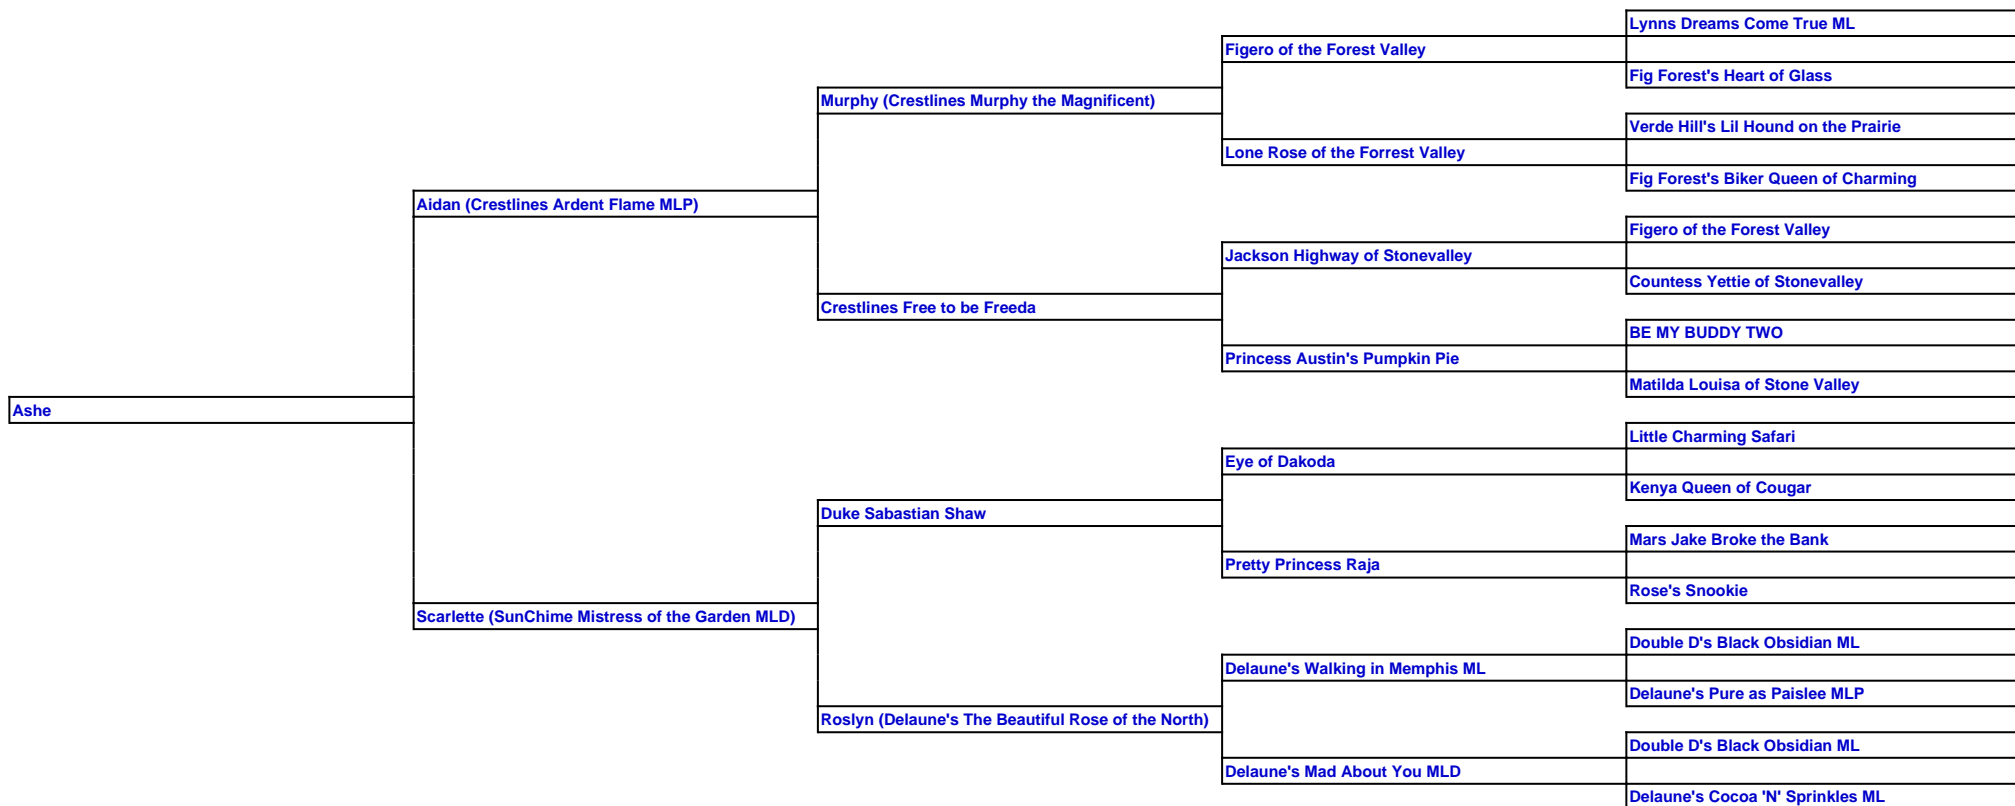 Lynns Dreams Come True ML
Figero of the Forest Valley
Fig Forest's Heart of Glass
Murphy (Crestlines Murphy the Magnificent)
Verde Hill's Lil Hound on the Prairie
Lone Rose of the Forrest Valley
Fig Forest's Biker Queen of Charming
Aidan (Crestlines Ardent Flame MLP)
Figero of the Forest Valley
Jackson Highway of Stonevalley
Countess Yettie of Stonevalley
Crestlines Free to be Freeda
BE MY BUDDY TWO
Princess Austin's Pumpkin Pie
Matilda Louisa of Stone Valley
Ashe
Little Charming Safari
Eye of Dakoda
Kenya Queen of Cougar
Duke Sabastian Shaw
Mars Jake Broke the Bank
Pretty Princess Raja
Rose's Snookie
Scarlette (SunChime Mistress of the Garden MLD)
Double D's Black Obsidian ML
Delaune's Walking in Memphis ML
Delaune's Pure as Paislee MLP
Roslyn (Delaune's The Beautiful Rose of the North)
Double D's Black Obsidian ML
Delaune's Mad About You MLD
Delaune's Cocoa 'N' Sprinkles ML